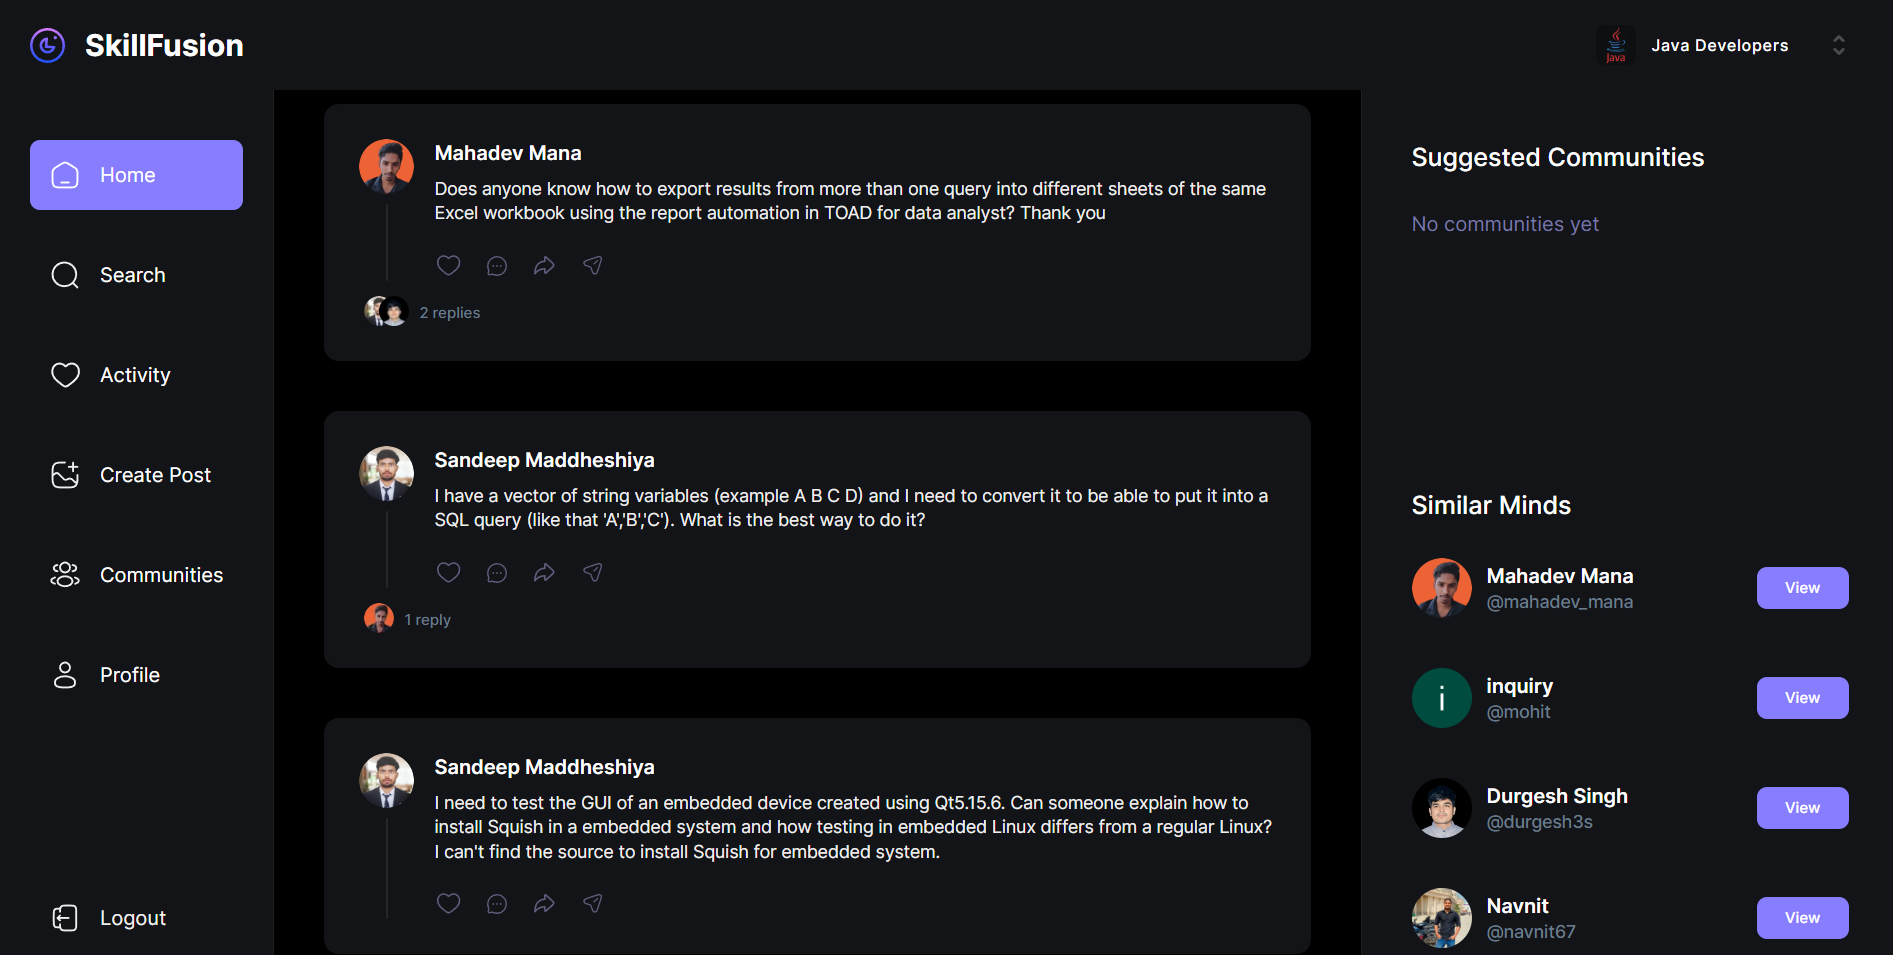 SkillFusion
Java
Java Developers
Home
Search
Activity
Create Post
Communities
Profile
Logout
Mahadev Mana
Does anyone know how to export results from more than one query into different sheets of the same
Excel workbook using the report automation in TOAD for data analyst? Thank you
2 replies
Sandeep Maddheshiya
I have a vector of string variables (example A B C D) and I need to convert it to be able to put it into a
SQL query (like that 'A','B','C'). What is the best way to do it?
1 reply
Sandeep Maddheshiya
I need to test the GUI of an embedded device created using Qt5.15.6. Can someone explain how to
install Squish in a embedded system and how testing in embedded Linux differs from a regular Linux?
I can't find the source to install Squish for embedded system.
Suggested Communities
No communities yet
Similar Minds
Mahadev Mana
@mahadev_mana
View
i
inquiry
@mohit
View
Durgesh Singh
@durgesh3s
View
Navnit
@navnit67
View